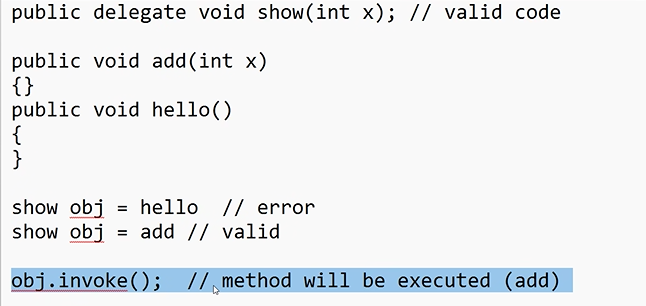 public delegate void show(int x); // valid code
public void add(int x)
{}
public void hello()
{
}
show obj = hello  // error
show obj = add // valid
obj.invoke();  // method will be executed (add)